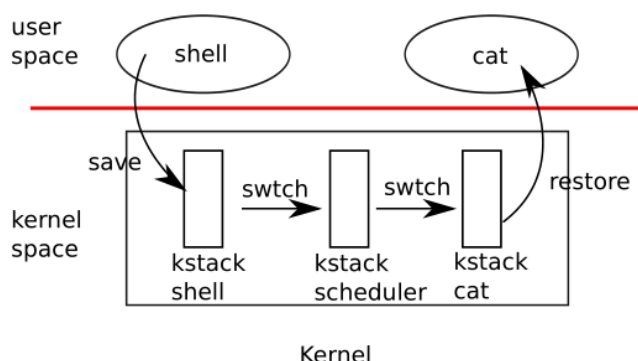 user
space
shell
cat
save
swtch
swtch
restore
kernel
space
kstack
shell
kstack
scheduler
kstack
cat
Kernel